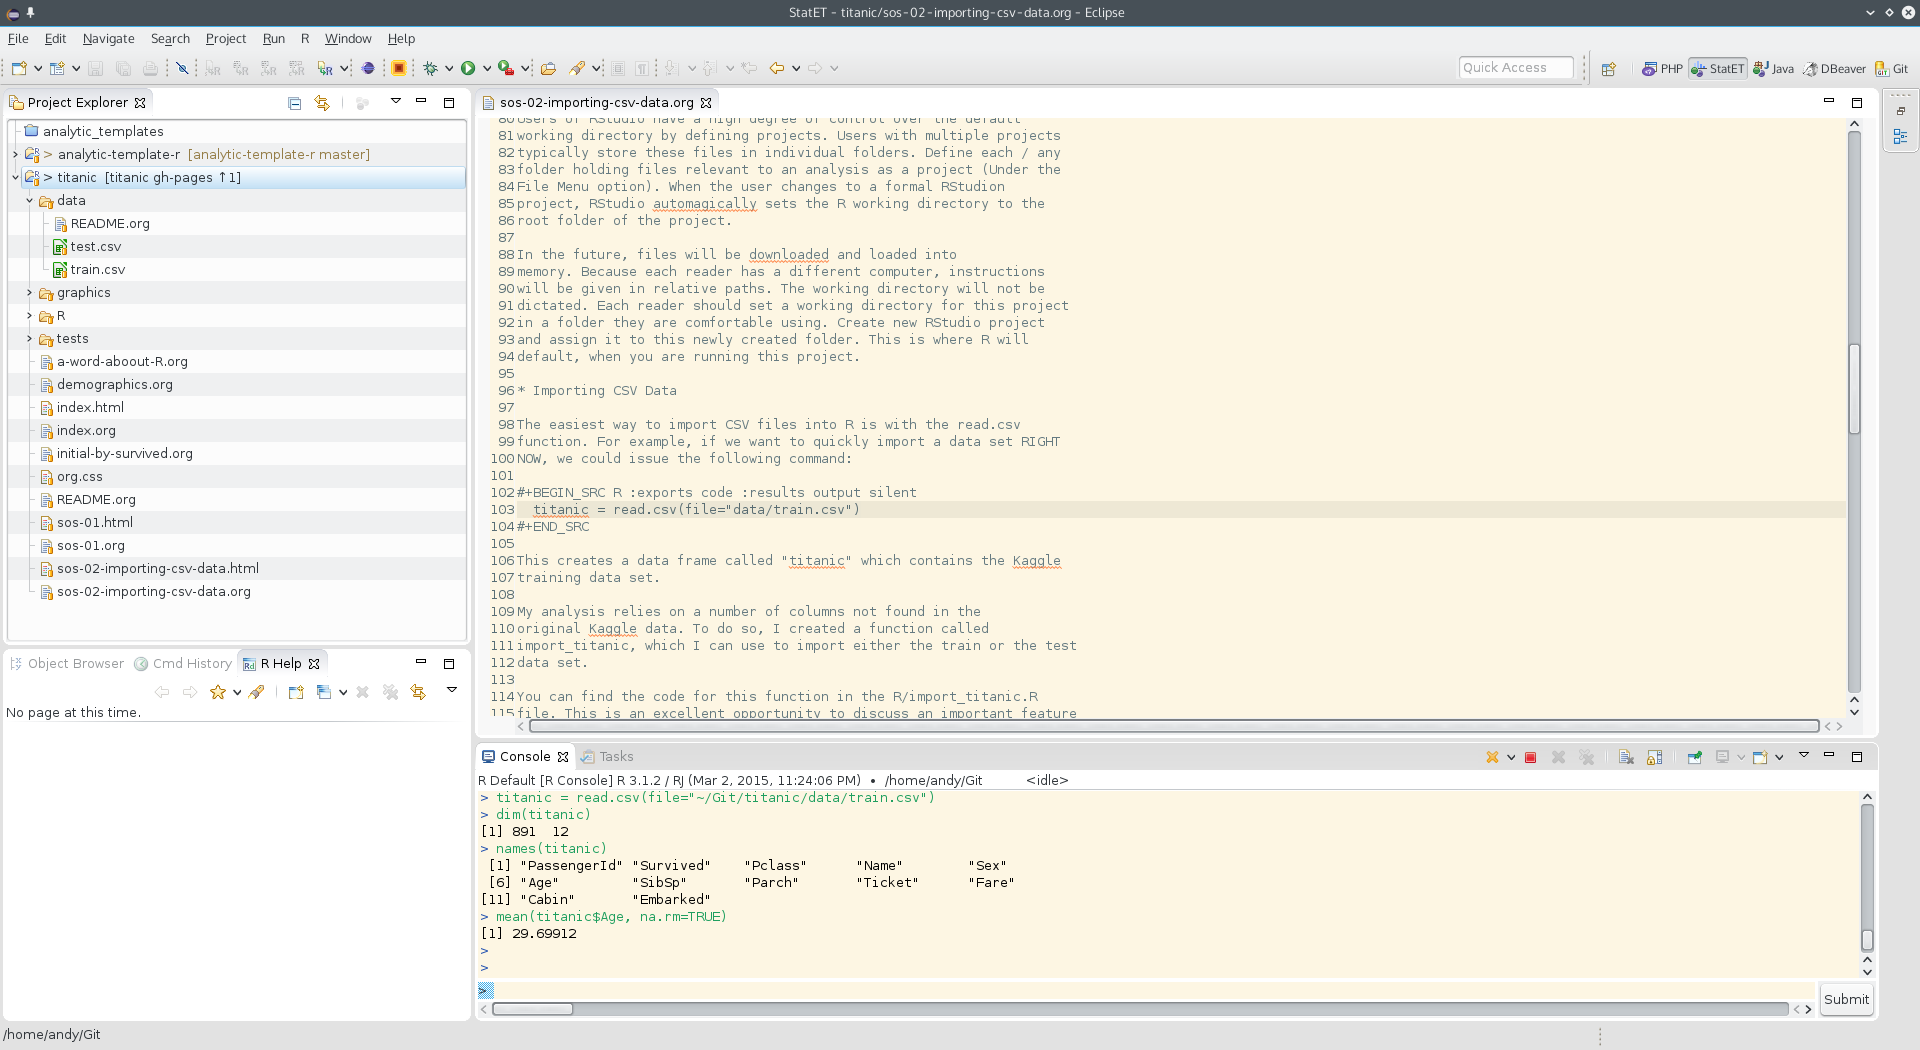 StatET - titanic/sos-02-importing-csv-data.org - Eclipse
File Edit Navigate Search Project Run R Window Help
Quick Access
PHP StatET Java DBeaver Git
Project Explorer
analytic_templates
> analytic-template-r [analytic-template-r master]
> titanic [titanic gh-pages ↑1]
data
README.org
test.csv
train.csv
graphics
R
tests
a-word-aboout-R.org
demographics.org
index.html
index.org
initial-by-survived.org
org.css
README.org
sos-01.html
sos-01.org
sos-02-importing-csv-data.html
sos-02-importing-csv-data.org
Object Browser Cmd History R Help
No page at this time.
sos-02-importing-csv-data.org
80 Users of RStudio have a high degree of control over the default
81 working directory by defining projects. Users with multiple projects
82 typically store these files in individual folders. Define each / any
83 folder holding files relevant to an analysis as a project (Under the
84 File Menu option). When the user changes to a formal RStudion
85 project, RStudio automagically sets the R working directory to the
86 root folder of the project.
87
88 In the future, files will be downloaded and loaded into
89 memory. Because each reader has a different computer, instructions
90 will be given in relative paths. The working directory will not be
91 dictated. Each reader should set a working directory for this project
92 in a folder they are comfortable using. Create new RStudio project
93 and assign it to this newly created folder. This is where R will
94 default, when you are running this project.
95
96 * Importing CSV Data
97
98 The easiest way to import CSV files into R is with the read.csv
99 function. For example, if we want to quickly import a data set RIGHT
100 NOW, we could issue the following command:
101
102 #+BEGIN_SRC R :exports code :results output silent
103 titanic = read.csv(file="data/train.csv")
104 #+END_SRC
105
106 This creates a data frame called "titanic" which contains the Kaggle
107 training data set.
108
109 My analysis relies on a number of columns not found in the
110 original Kaggle data. To do so, I created a function called
111 import_titanic, which I can use to import either the train or the test
112 data set.
113
114 You can find the code for this function in the R/import_titanic.R
115 file. This is an excellent opportunity to discuss an important feature
Console Tasks
R Default [R Console] R 3.1.2 / RJ (Mar 2, 2015, 11:24:06 PM) • /home/andy/Git <idle>
> titanic = read.csv(file="~/Git/titanic/data/train.csv")
> dim(titanic)
[1] 891 12
> names(titanic)
[1] "PassengerId" "Survived" "Pclass" "Name" "Sex"
[6] "Age" "SibSp" "Parch" "Ticket" "Fare"
[11] "Cabin" "Embarked"
> mean(titanic$Age, na.rm=TRUE)
[1] 29.69912
>
>
>
Submit
/home/andy/Git